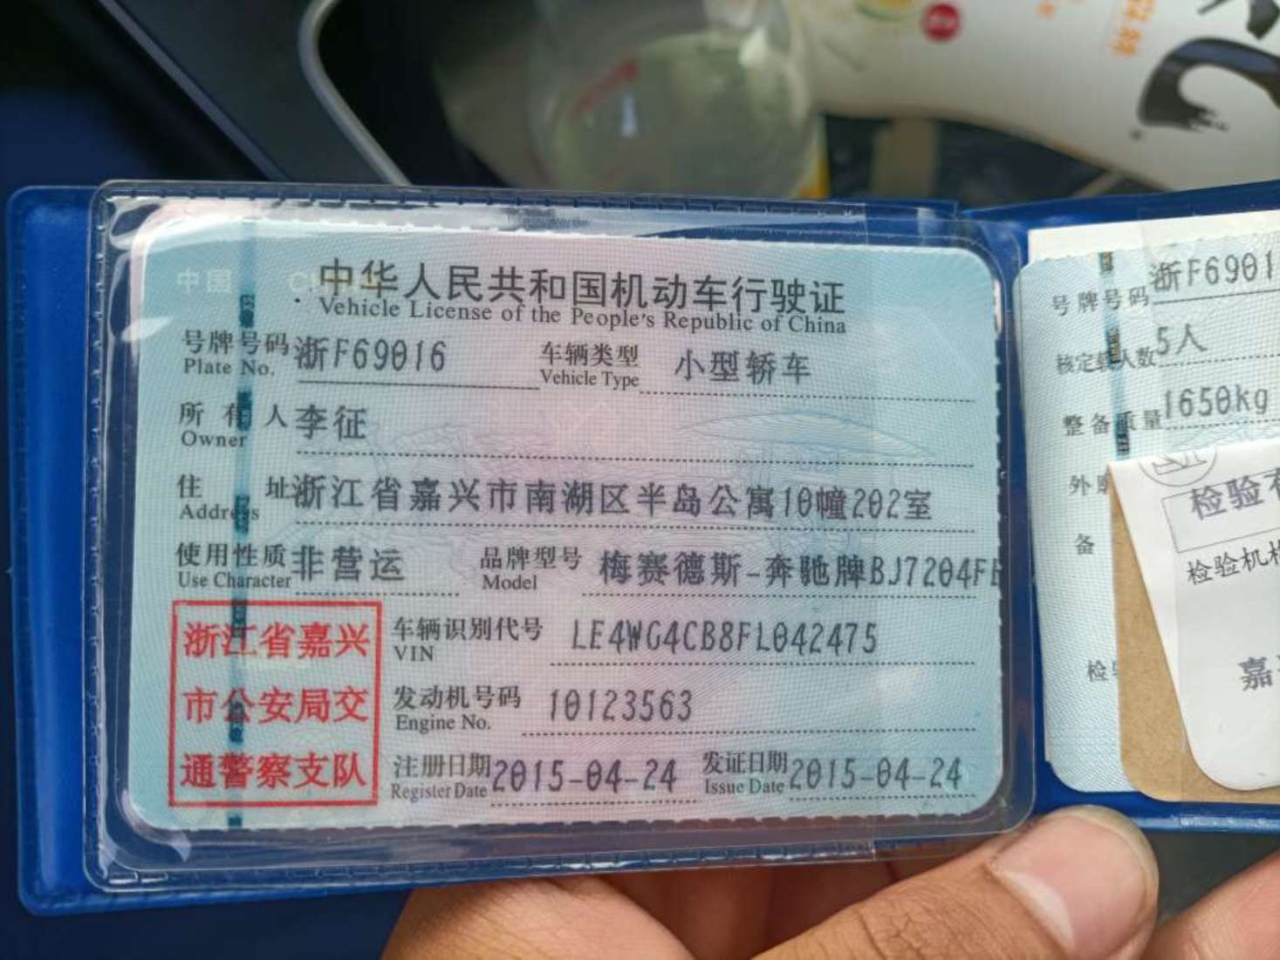 中国
中华人民共和国机动车行驶证
Vehicle License of the People's Republic of China
号牌号码 浙F69016 车辆类型 小型轿车
Plate No. Vehicle Type
所有人 李征
Owner
住址 浙江省嘉兴市南湖区半岛公寓10幢202室
Address
使用性质 非营运 品牌型号 梅赛德斯-奔驰牌BJ7204FE
Use Character Model
浙江省嘉兴
市公安局交
通警察支队
车辆识别代号 LE4WG4CB8FL042475
VIN
发动机号码 10123563
Engine No.
注册日期 2015-04-24 发证日期 2015-04-24
Register Date Issue Date
号牌号码 浙F6901
核定载人数 5人
整备质量 1650kg
外
备
检
检验
检验机
嘉